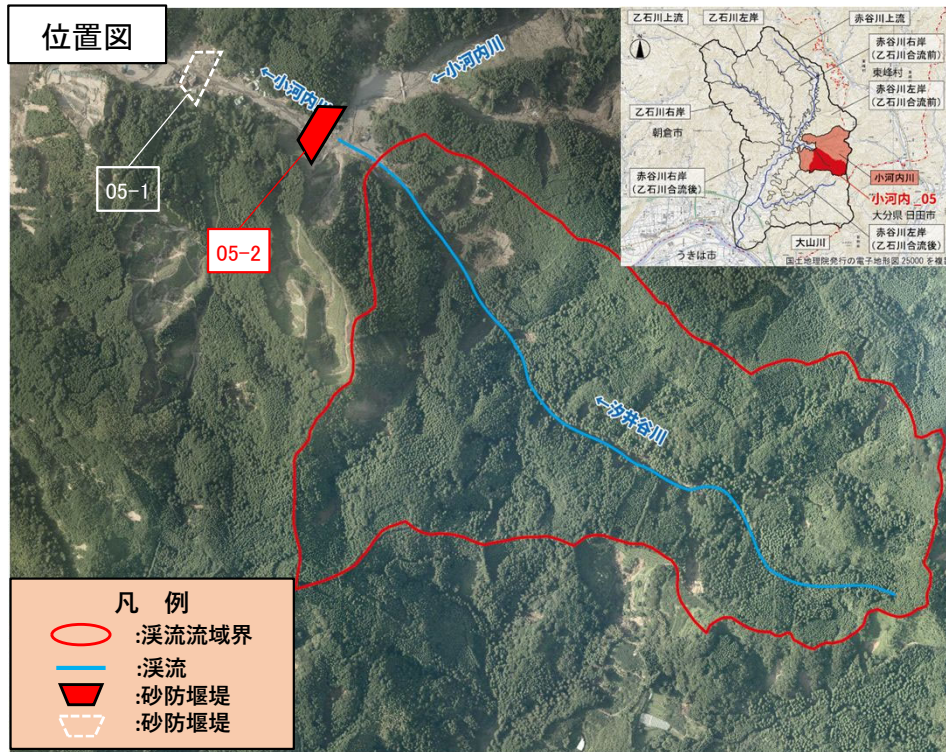 位置図
←小河内川
←小河内川
05-1
05-2
←汐井谷川
凡 例
:渓流流域界
:渓流
:砂防堰堤
:砂防堰堤
乙石川上流
乙石川左岸
赤谷川上流
赤谷川右岸
(乙石川合流前)
東峰村
赤谷川左岸
(乙石川合流前)
乙石川右岸
朝倉市
赤谷川右岸
(乙石川合流後)
小河内川
小河内_05
大分県 日田市
赤谷川左岸
(乙石川合流後)
大山川
うきは市
国土地理院発行の電子地形図 25000 を複